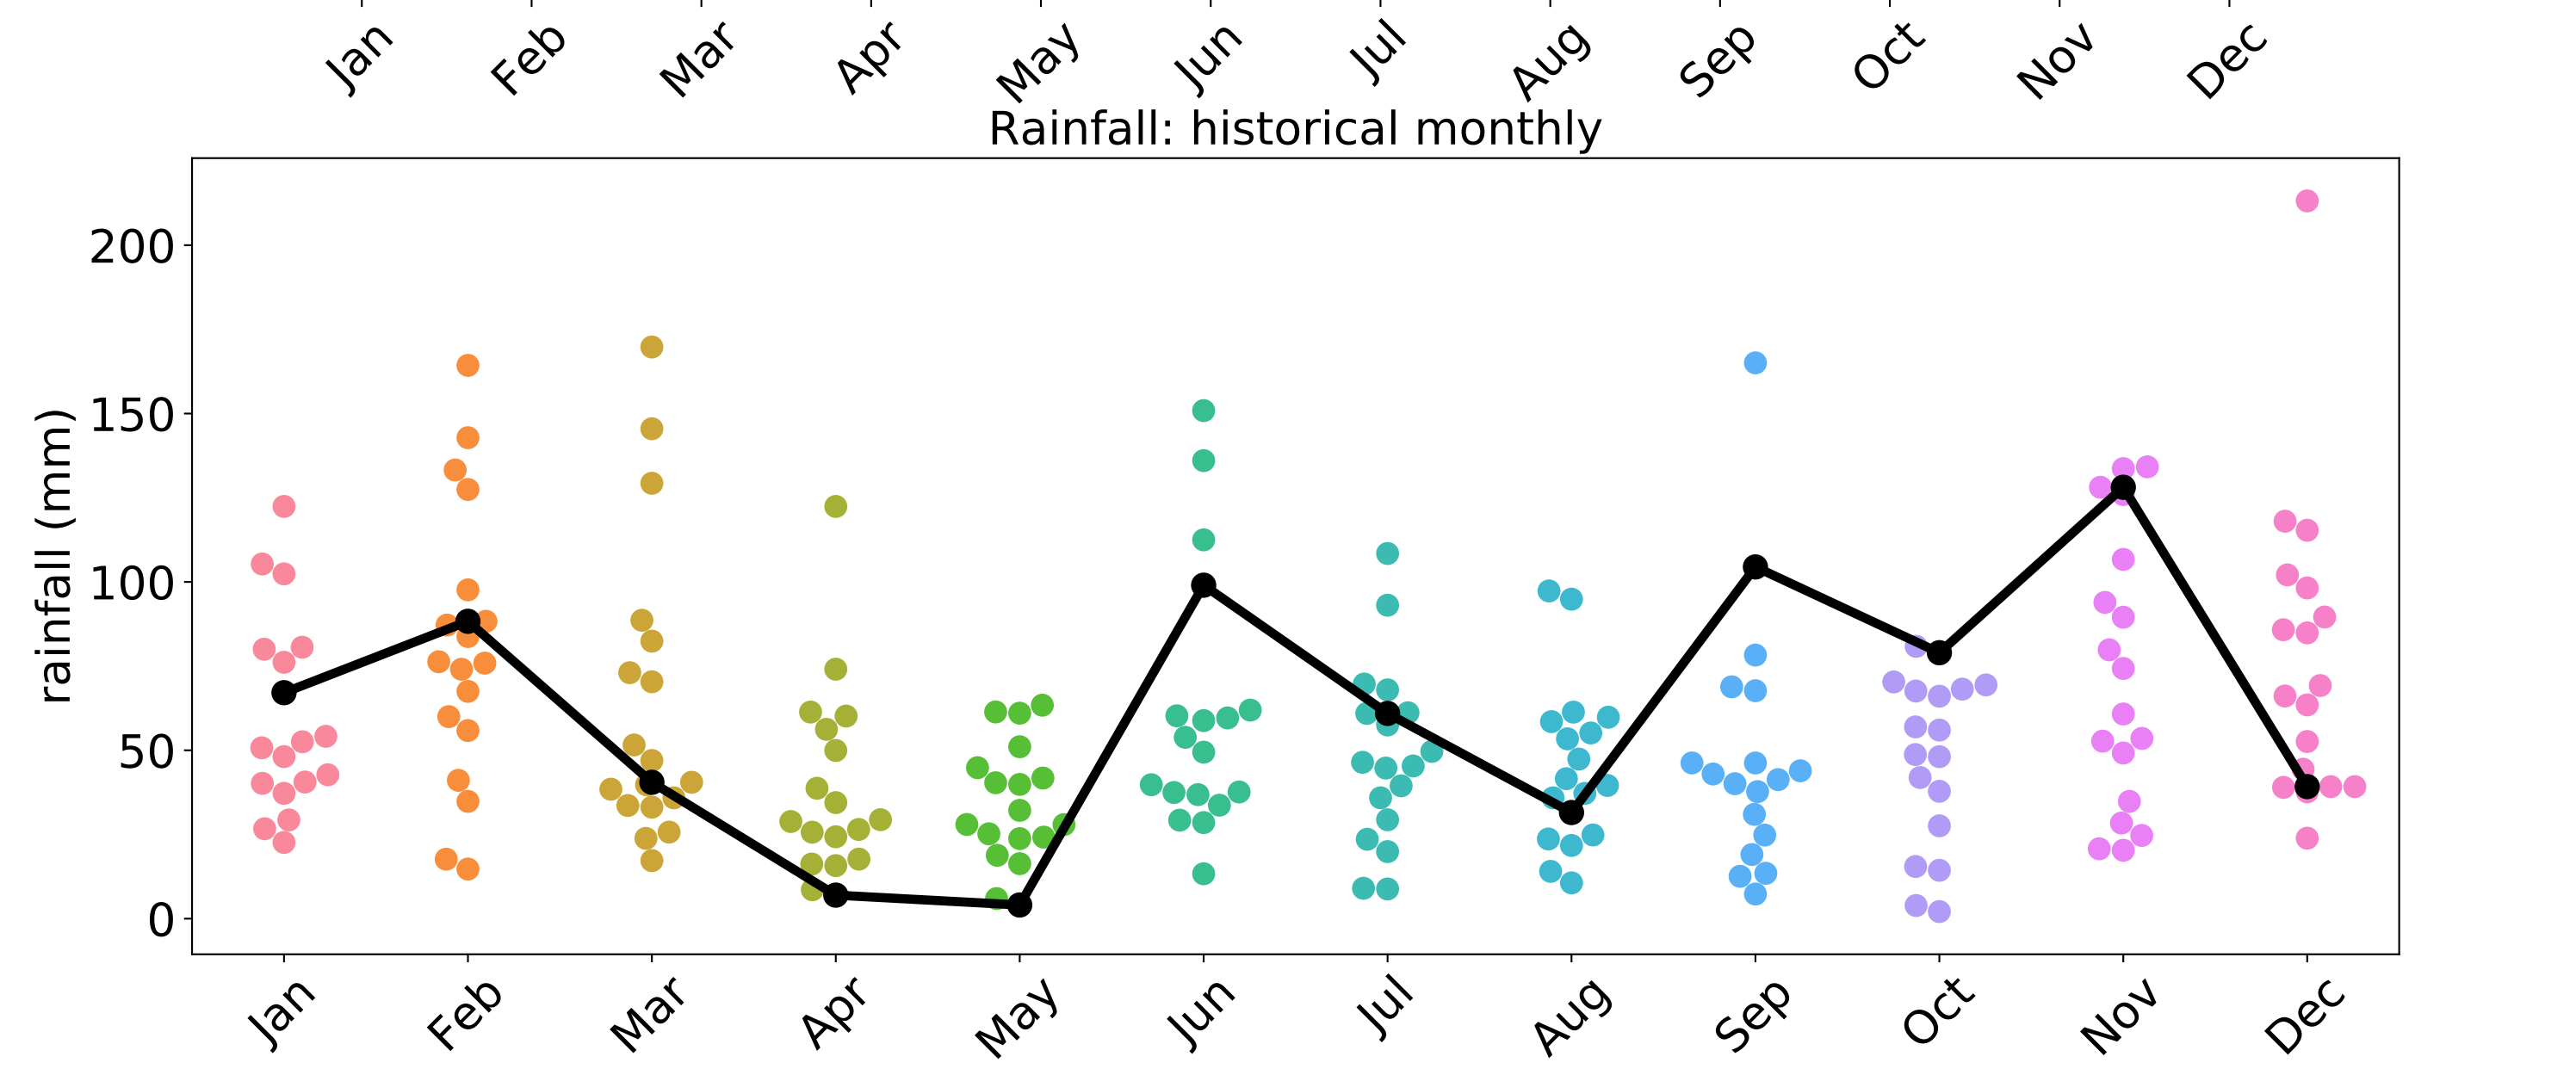 Jan Feb Mar Apr May Jun Jul Aug Sep Oct Nov Dec
Rainfall: historical monthly
rainfall (mm)
200
150
100
50
0
Jan Feb Mar Apr May Jun Jul Aug Sep Oct Nov Dec